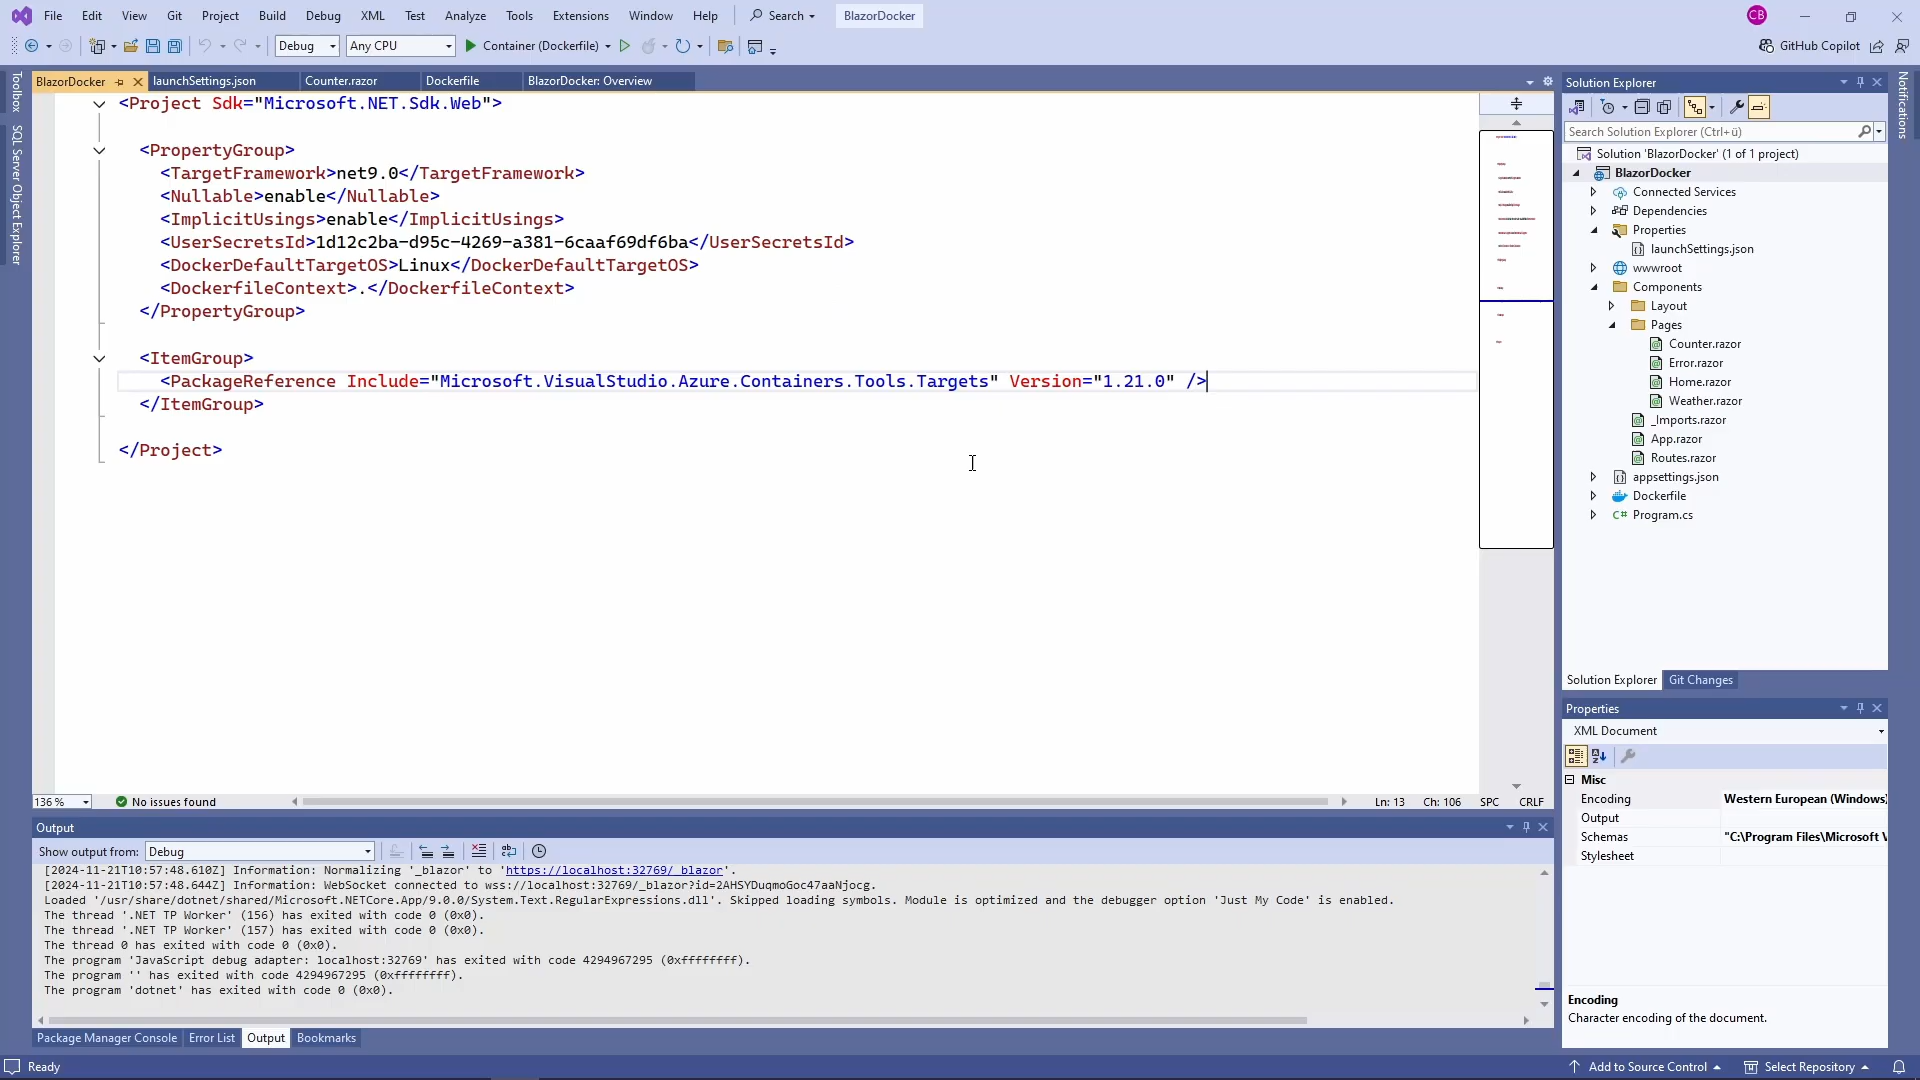 File Edit View Git Project Build Debug XML Test Analyze Tools Extensions Window Help Search BlazorDocker CB
Debug Any CPU Container (Dockerfile) GitHub Copilot
BlazorDocker launchSettings.json Counter.razor Dockerfile BlazorDocker: Overview
Toolbox
SQL Server Object Explorer
<Project Sdk="Microsoft.NET.Sdk.Web">
<PropertyGroup>
<TargetFramework>net9.0</TargetFramework>
<Nullable>enable</Nullable>
<ImplicitUsings>enable</ImplicitUsings>
<UserSecretsId>1d12c2ba-d95c-4269-a381-6caaf69df6ba</UserSecretsId>
<DockerDefaultTargetOS>Linux</DockerDefaultTargetOS>
<DockerfileContext>.</DockerfileContext>
</PropertyGroup>
<ItemGroup>
<PackageReference Include="Microsoft.VisualStudio.Azure.Containers.Tools.Targets" Version="1.21.0" />
</ItemGroup>
</Project>
136 % No issues found Ln: 13 Ch: 106 SPC CRLF
Output
Show output from: Debug
[2024-11-21T10:57:48.610Z] Information: Normalizing '_blazor' to 'https://localhost:32769/_blazor'.
[2024-11-21T10:57:48.644Z] Information: WebSocket connected to wss://localhost:32769/_blazor?id=2AHSYDuqmoGoc47aaNjocg.
Loaded '/usr/share/dotnet/shared/Microsoft.NETCore.App/9.0.0/System.Text.RegularExpressions.dll'. Skipped loading symbols. Module is optimized and the debugger option 'Just My Code' is enabled.
The thread '.NET TP Worker' (156) has exited with code 0 (0x0).
The thread '.NET TP Worker' (157) has exited with code 0 (0x0).
The thread 0 has exited with code 0 (0x0).
The program 'JavaScript debug adapter: localhost:32769' has exited with code 4294967295 (0xffffffff).
The program '' has exited with code 4294967295 (0xffffffff).
The program 'dotnet' has exited with code 0 (0x0).
Package Manager Console Error List Output Bookmarks
Ready
Solution Explorer
Search Solution Explorer (Ctrl+ü)
Solution 'BlazorDocker' (1 of 1 project)
BlazorDocker
Connected Services
Dependencies
Properties
launchSettings.json
wwwroot
Components
Layout
Pages
Counter.razor
Error.razor
Home.razor
Weather.razor
_Imports.razor
App.razor
Routes.razor
appsettings.json
Dockerfile
C# Program.cs
Solution Explorer Git Changes
Properties
XML Document
Misc
Encoding Western European (Windows)
Output
Schemas "C:\Program Files\Microsoft V
Stylesheet
Encoding
Character encoding of the document.
Notifications
Add to Source Control Select Repository